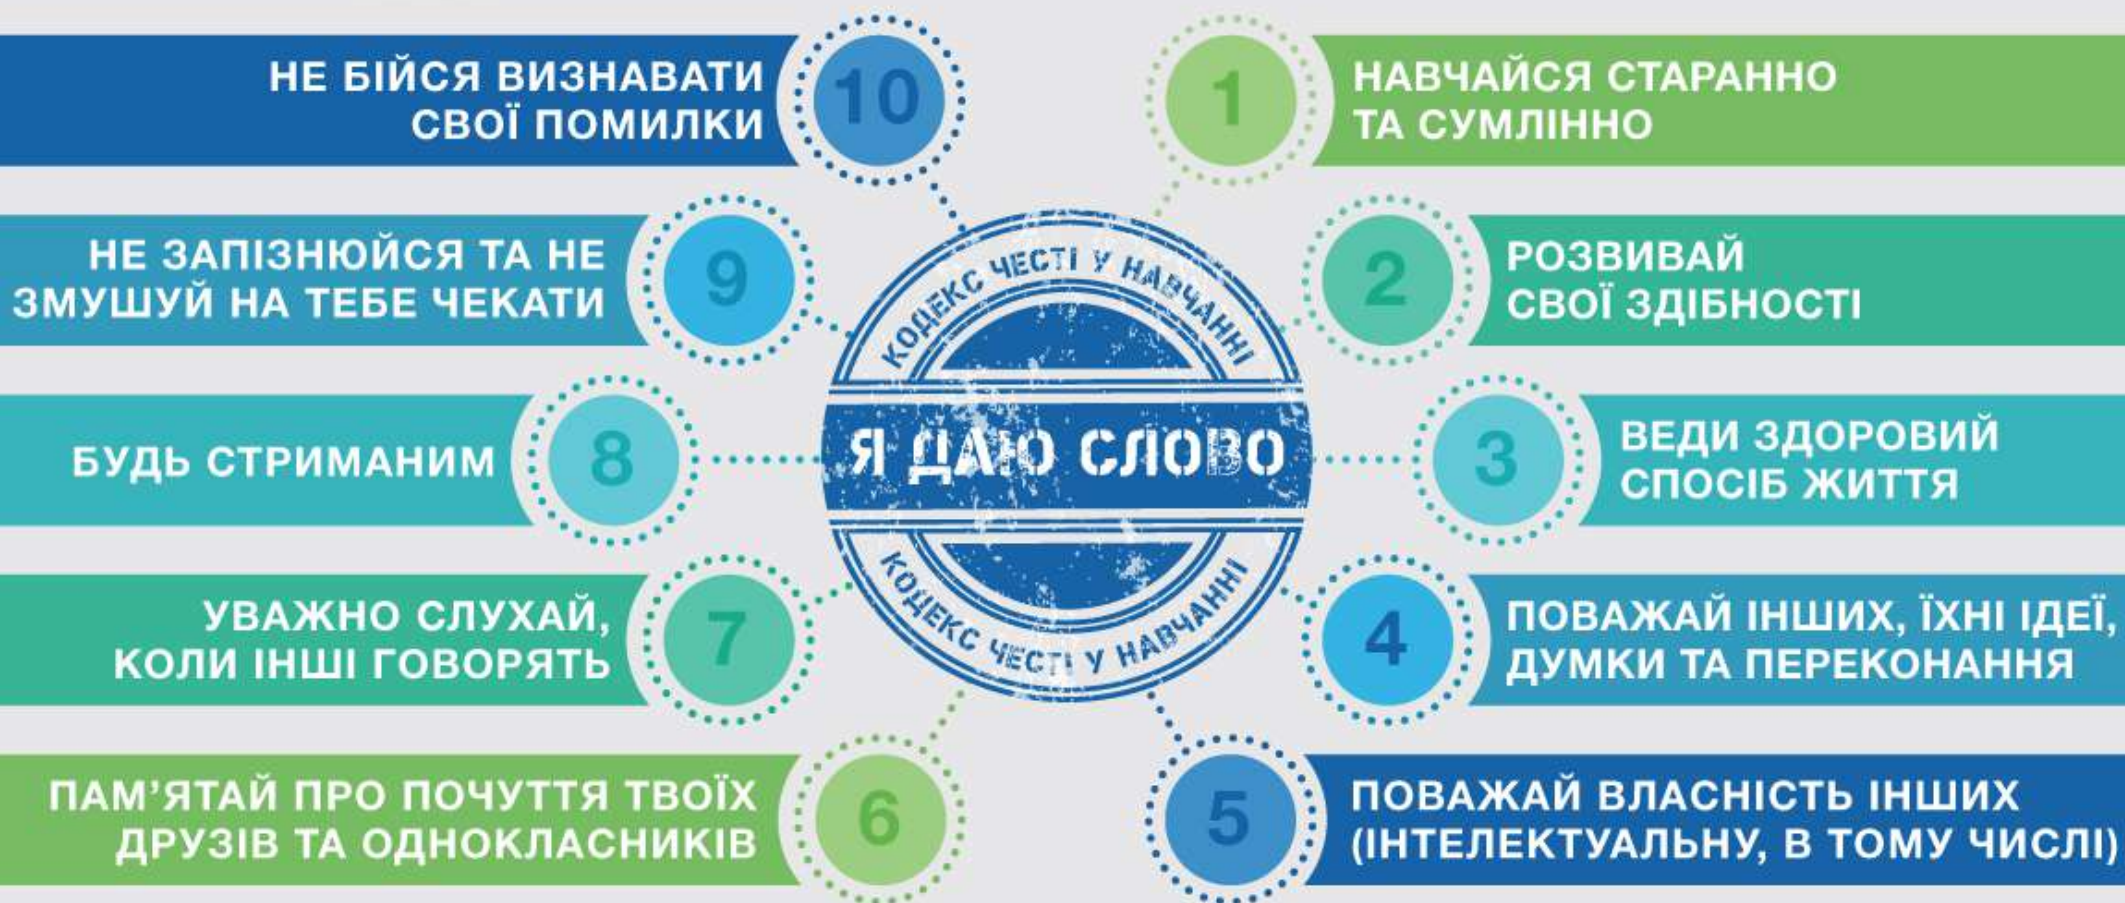 КОДЕКС ЧЕСТІ У НАВЧАННІ
Я ДАЮ СЛОВО
КОДЕКС ЧЕСТІ У НАВЧАННІ
1
НАВЧАЙСЯ СТАРАННО
ТА СУМЛІННО
2
РОЗВИВАЙ
СВОЇ ЗДІБНОСТІ
3
ВЕДИ ЗДОРОВИЙ
СПОСІБ ЖИТТЯ
4
ПОВАЖАЙ ІНШИХ, ЇХНІ ІДЕЇ,
ДУМКИ ТА ПЕРЕКОНАННЯ
5
ПОВАЖАЙ ВЛАСНІСТЬ ІНШИХ
(ІНТЕЛЕКТУАЛЬНУ, В ТОМУ ЧИСЛІ)
6
ПАМ’ЯТАЙ ПРО ПОЧУТТЯ ТВОЇХ
ДРУЗІВ ТА ОДНОКЛАСНИКІВ
7
УВАЖНО СЛУХАЙ,
КОЛИ ІНШІ ГОВОРЯТЬ
8
БУДЬ СТРИМАНИМ
9
НЕ ЗАПІЗНЮЙСЯ ТА НЕ
ЗМУШУЙ НА ТЕБЕ ЧЕКАТИ
10
НЕ БІЙСЯ ВИЗНАВАТИ
СВОЇ ПОМИЛКИ